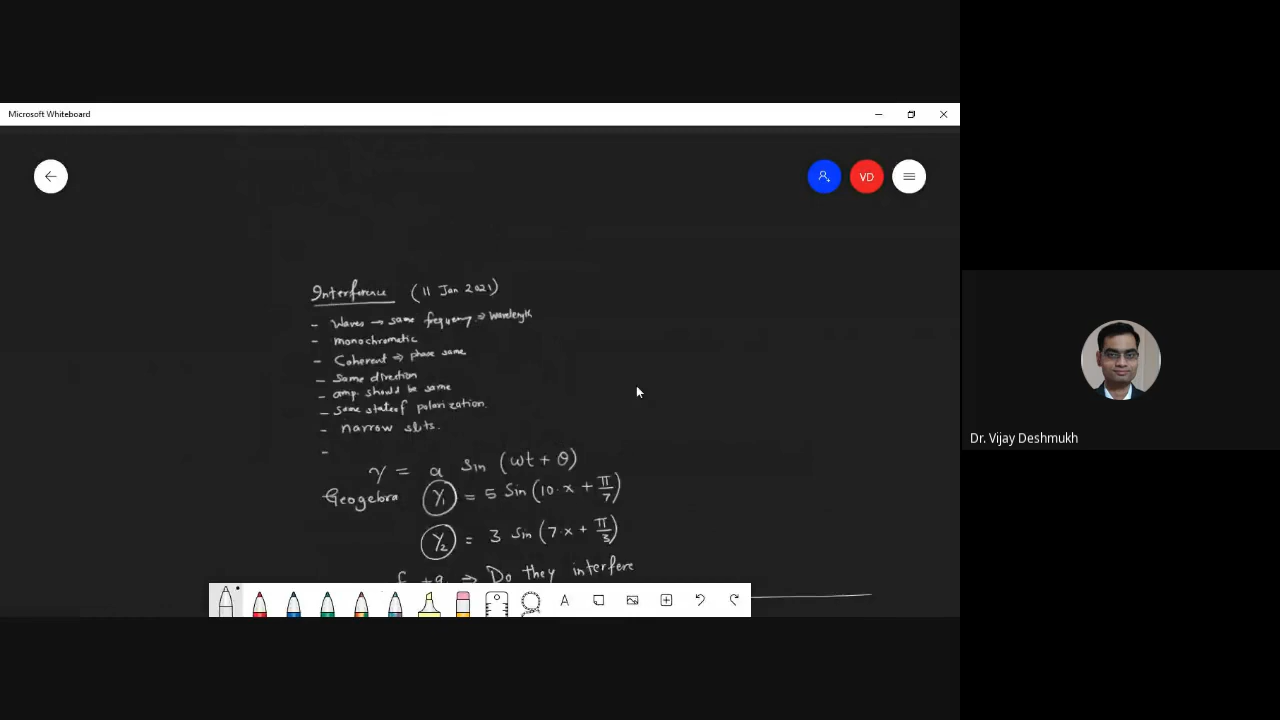 Microsoft Whiteboard
VD
Interference (11 Jan 2021)
- Waves → same frequency ⇒ wavelength
- monochromatic
- Coherent ⇒ phase same
- Same direction
- amp. should be same
- Same state of polarization.
- narrow slits.
-
Y = a sin (ωt + θ)
Geogebra Y₁ = 5 Sin (10·x + π/7)
Y₂ = 3 sin (7·x + π/3)
⇒ Do they interfere
A
Dr. Vijay Deshmukh